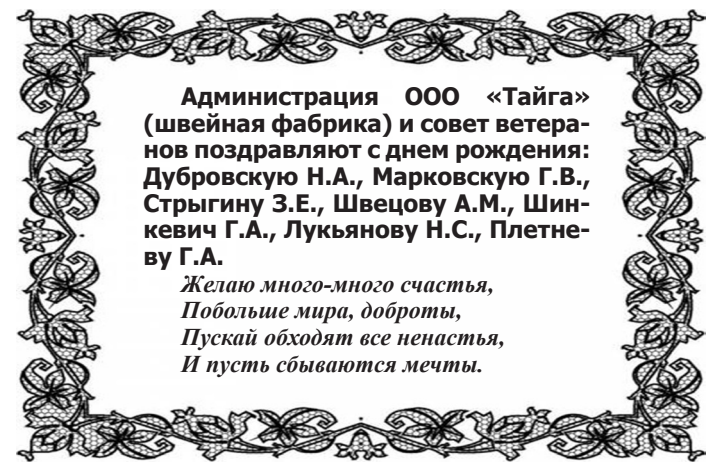 Администрация ООО «Тайга»
(швейная фабрика) и совет ветера-
нов поздравляют с днем рождения:
Дубровскую Н.А., Марковскую Г.В.,
Стрыгину З.Е., Швецову А.М., Шин-
кевич Г.А., Лукьянову Н.С., Плетне-
ву Г.А.
Желаю много-много счастья,
Побольше мира, доброты,
Пускай обходят все ненастья,
И пусть сбываются мечты.